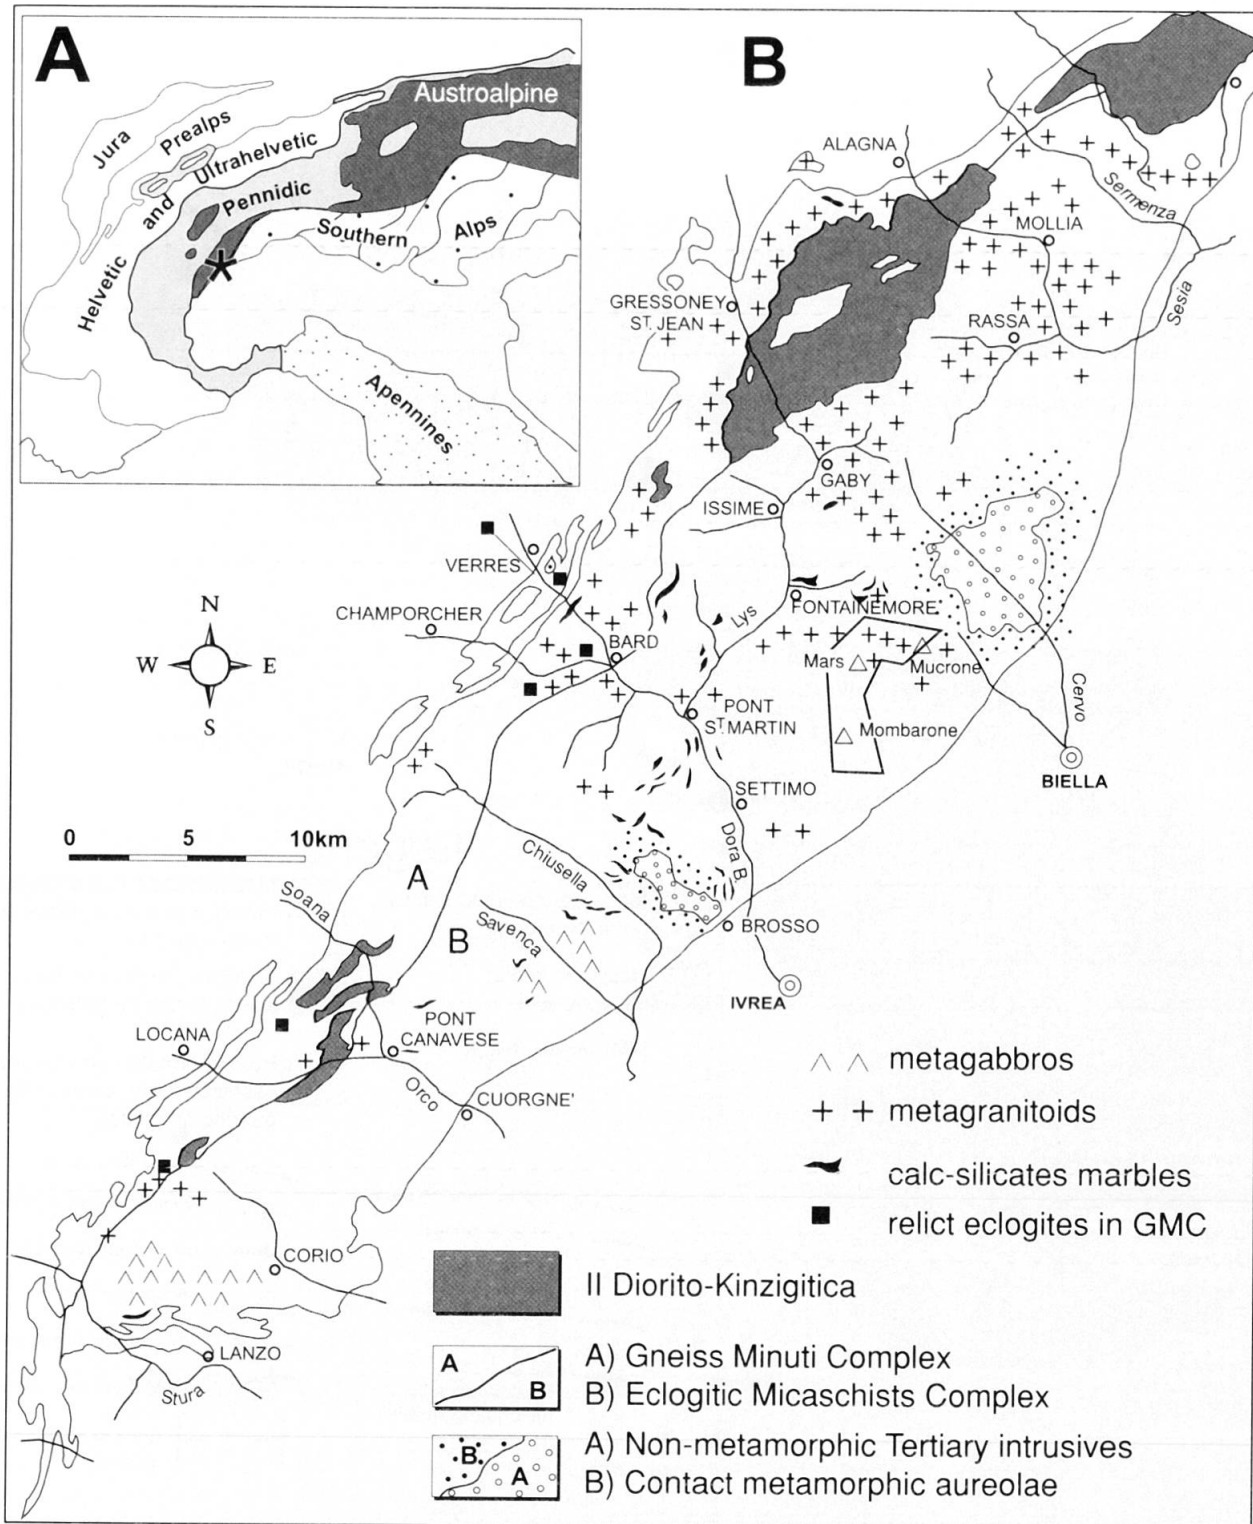 A
Austroalpine
Jura
Prealps
Ultrahelvetic
and
Pennidic
Helvetic
Southern
Alps
Apennines
B
ALAGNA
Sermenza
MOLLIA
Sesia
GRESSONEY
ST. JEAN
RASSA
GABY
ISSIME
VERRES
CHAMPORCHER
FONTAINEMORE
Lys
BARD
Mars
Mucrone
N
W E
S
PONT
ST. MARTIN
Mombarone
Cervo
BIELLA
SETTIMO
0 5 10km
Dora B.
Chiusella
A
Soana
Savenca
B
BROSSO
IVREA
LOCANA
PONT
CANAVESE
Orco
CUORGNE'
metagabbros
metagranitoids
calc-silicates marbles
relict eclogites in GMC
CORIO
LANZO
Stura
II Diorito-Kinzigitica
A
B
A) Gneiss Minuti Complex
B) Eclogitic Micaschists Complex
B
A
A) Non-metamorphic Tertiary intrusives
B) Contact metamorphic aureolae